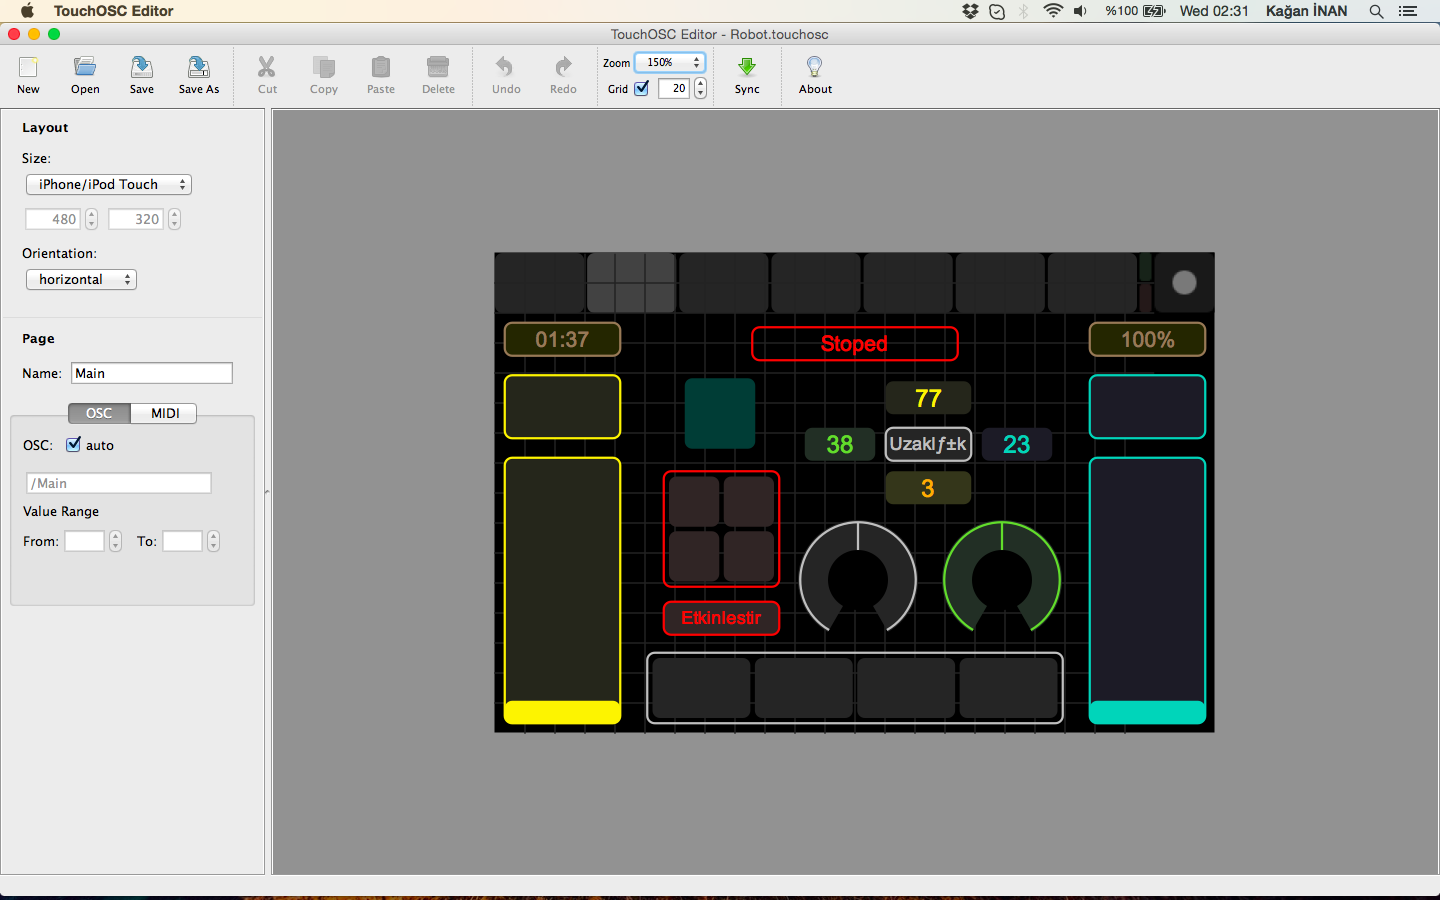 TouchOSC Editor
%100
Wed 02:31
Kağan İNAN
TouchOSC Editor - Robot.touchosc
New
Open
Save
Save As
Cut
Copy
Paste
Delete
Undo
Redo
Zoom
150%
Grid
20
Sync
About
Layout
Size:
iPhone/iPod Touch
480
320
Orientation:
horizontal
Page
Name:
Main
OSC
MIDI
OSC:
auto
/Main
Value Range
From:
To:
01:37
Stoped
100%
77
38
Uzaklƒ±k
23
3
Etkinlestir